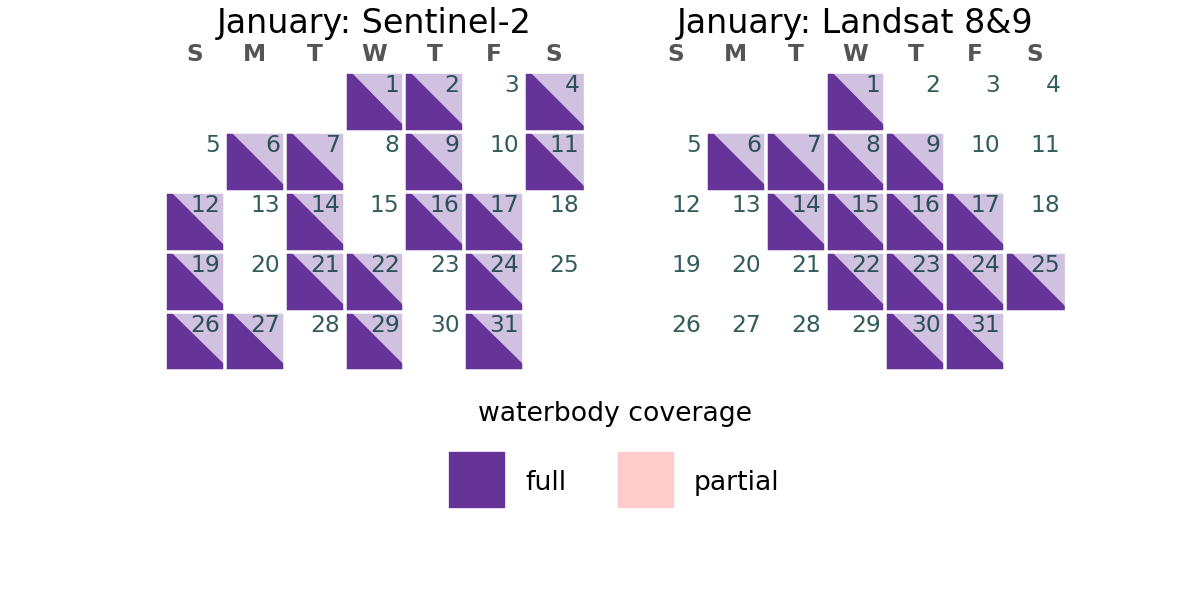 January: Sentinel-2
S M T W T F S
1 2 3 4
5 6 7 8 9 10 11
12 13 14 15 16 17 18
19 20 21 22 23 24 25
26 27 28 29 30 31
January: Landsat 8&9
S M T W T F S
1 2 3 4
5 6 7 8 9 10 11
12 13 14 15 16 17 18
19 20 21 22 23 24 25
26 27 28 29 30 31
waterbody coverage
full partial